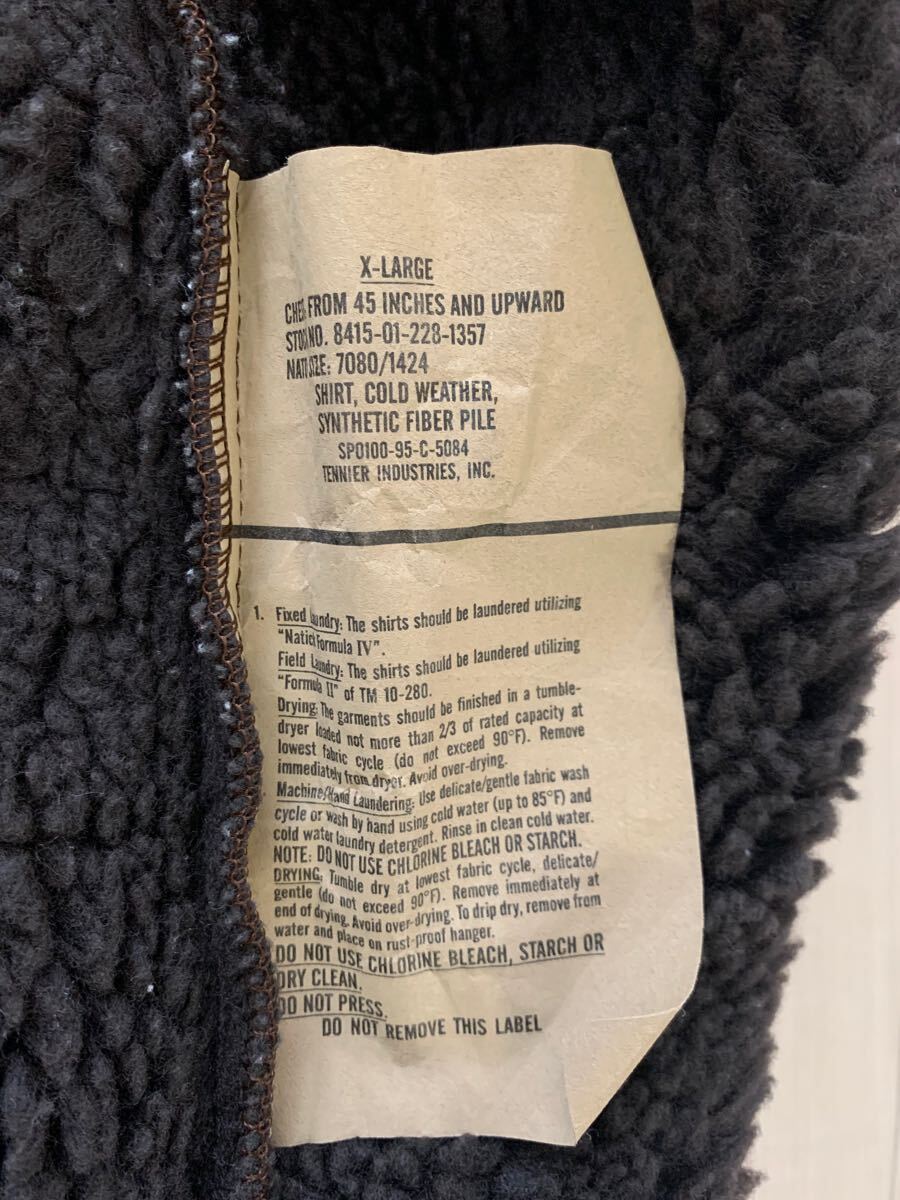 X-LARGE
FROM 45 INCHES AND UPWARD
NO. 8415-01-228-1357
SIZE: 7080/1424
SHIRT, COLD WEATHER,
SYNTHETIC FIBER PILE
SP0100-95-C-5084
TENNIER INDUSTRIES, INC.
1. Fixed Laundry: The shirts should be laundered utilizing
"Natick Formula IV".
Field Laundry: The shirts should be laundered utilizing
"Formula II" of TM 10-280.
Drying: The garments should be finished in a tumble-
dryer loaded not more than 2/3 of rated capacity at
lowest fabric cycle (do not exceed 90°F). Remove
immediately from dryer. Avoid over-drying.
Machine/Hand Laundering: Use delicate/gentle fabric wash
cycle or wash by hand using cold water (up to 85°F) and
cold water laundry detergent. Rinse in clean cold water.
NOTE: DO NOT USE CHLORINE BLEACH OR STARCH.
DRYING: Tumble dry at lowest fabric cycle, delicate/
gentle (do not exceed 90°F). Remove immediately at
end of drying. Avoid over-drying. To drip dry, remove from
water and place on rust-proof hanger.
DO NOT USE CHLORINE BLEACH, STARCH OR
DRY CLEAN.
DO NOT PRESS.
DO NOT REMOVE THIS LABEL